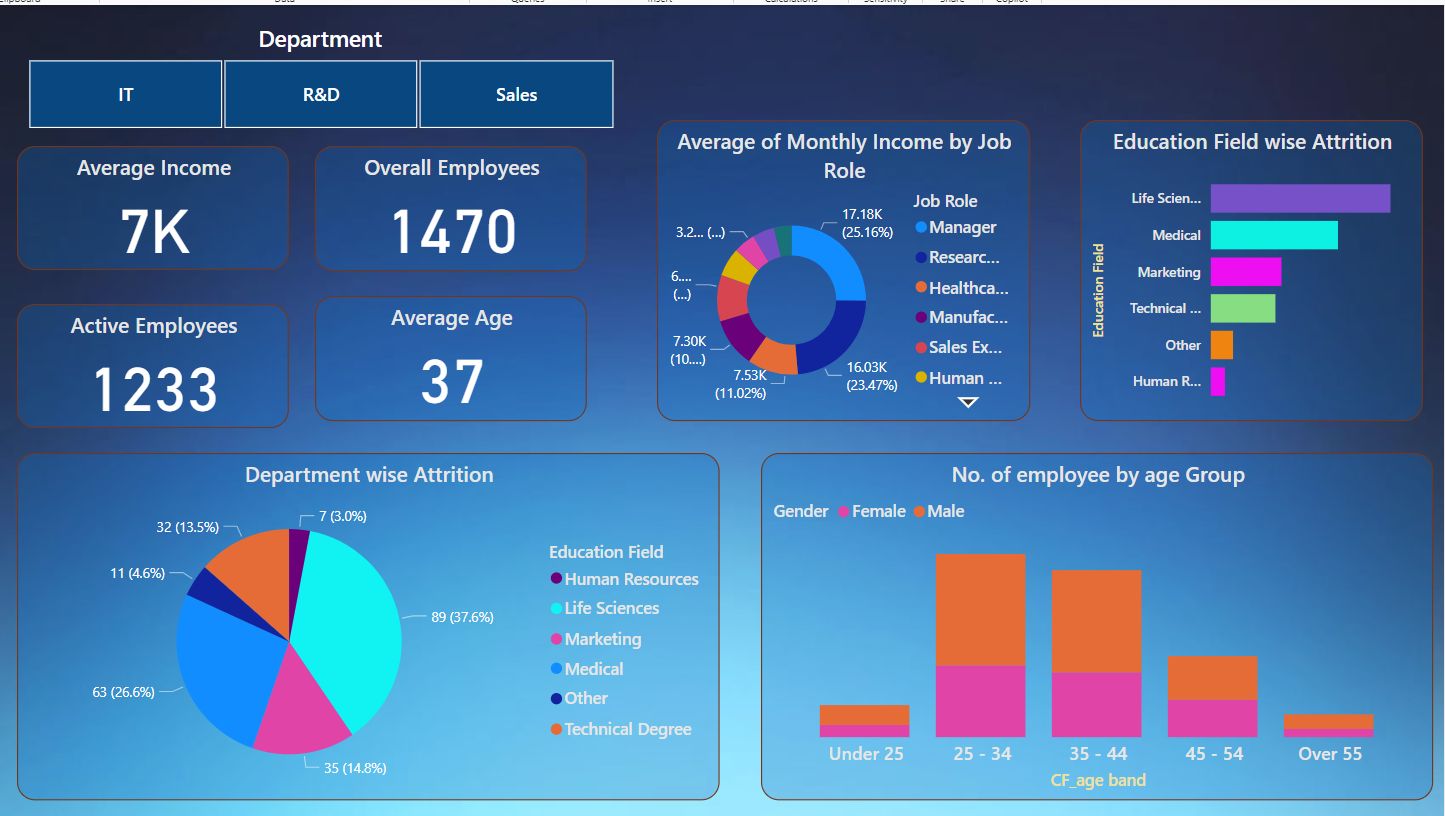 Department
IT
R&D
Sales
Average Income
7K
Overall Employees
1470
Active Employees
1233
Average Age
37
Average of Monthly Income by Job
Role
17.18K
(25.16%)
16.03K
(23.47%)
7.53K
(11.02%)
7.30K
(10....)
6....
(...)
3.2... (...)
Job Role
Manager
Researc...
Healthca...
Manufac...
Sales Ex...
Human ...
Education Field wise Attrition
Education Field
Life Scien...
Medical
Marketing
Technical ...
Other
Human R...
Department wise Attrition
7 (3.0%)
89 (37.6%)
35 (14.8%)
63 (26.6%)
11 (4.6%)
32 (13.5%)
Education Field
Human Resources
Life Sciences
Marketing
Medical
Other
Technical Degree
No. of employee by age Group
Gender Female Male
Under 25
25 - 34
35 - 44
45 - 54
Over 55
CF_age band